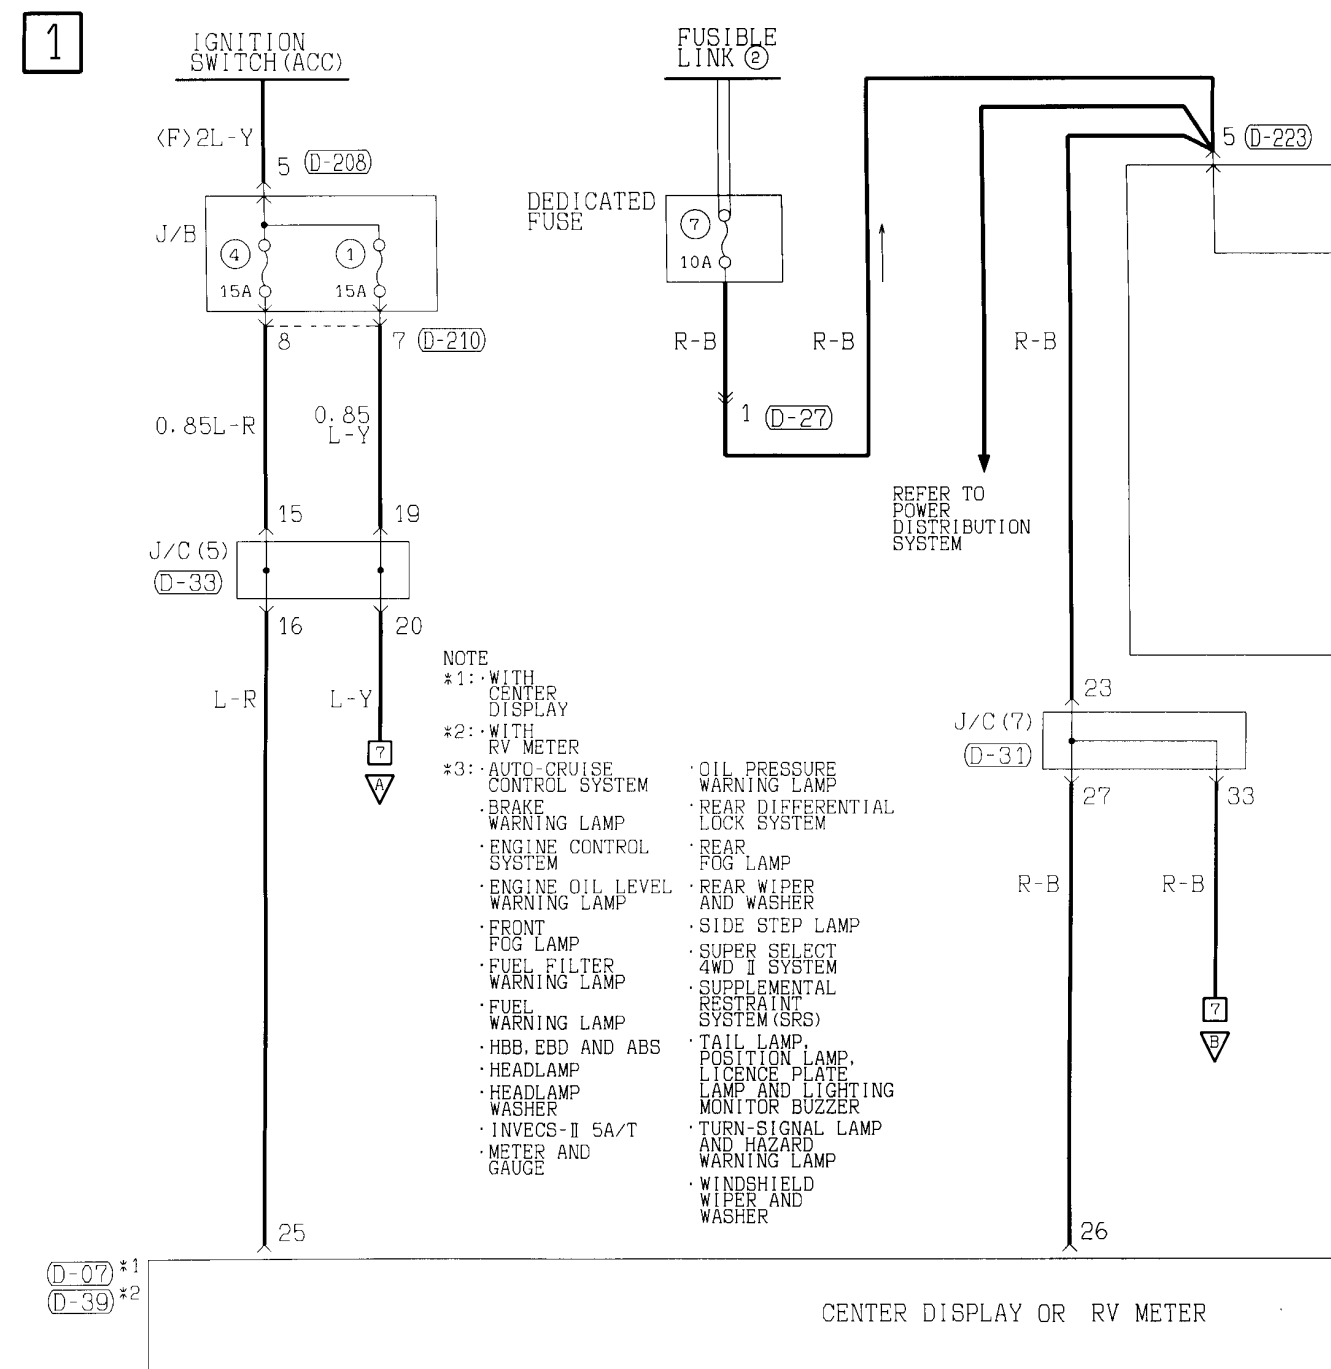 1
IGNITION
SWITCH(ACC)
FUSIBLE
LINK ②
<F>2L-Y
5 (D-208)
5 (D-223)
DEDICATED
FUSE
J/B
④
①
⑦
15A
15A
10A
8
7 (D-210)
R-B
R-B
R-B
0.85L-R
0.85
L-Y
1 (D-27)
REFER TO
POWER
DISTRIBUTION
SYSTEM
15
19
J/C(5)
(D-33)
16
20
L-R
L-Y
7
A
NOTE
*1:·WITH
CENTER
DISPLAY
*2:·WITH
RV METER
*3:·AUTO-CRUISE
CONTROL SYSTEM
·BRAKE
WARNING LAMP
·ENGINE CONTROL
SYSTEM
·ENGINE OIL LEVEL
WARNING LAMP
·FRONT
FOG LAMP
·FUEL FILTER
WARNING LAMP
·FUEL
WARNING LAMP
·HBB,EBD AND ABS
·HEADLAMP
·HEADLAMP
WASHER
·INVECS-Ⅱ 5A/T
·METER AND
GAUGE
·OIL PRESSURE
WARNING LAMP
·REAR DIFFERENTIAL
LOCK SYSTEM
·REAR
FOG LAMP
·REAR WIPER
AND WASHER
·SIDE STEP LAMP
·SUPER SELECT
4WD Ⅱ SYSTEM
·SUPPLEMENTAL
RESTRAINT
SYSTEM(SRS)
·TAIL LAMP,
POSITION LAMP,
LICENCE PLATE
LAMP AND LIGHTING
MONITOR BUZZER
·TURN-SIGNAL LAMP
AND HAZARD
WARNING LAMP
·WINDSHIELD
WIPER AND
WASHER
23
J/C(7)
(D-31)
27
33
R-B
R-B
7
B
25
26
(D-07)*1
(D-39)*2
CENTER DISPLAY OR RV METER